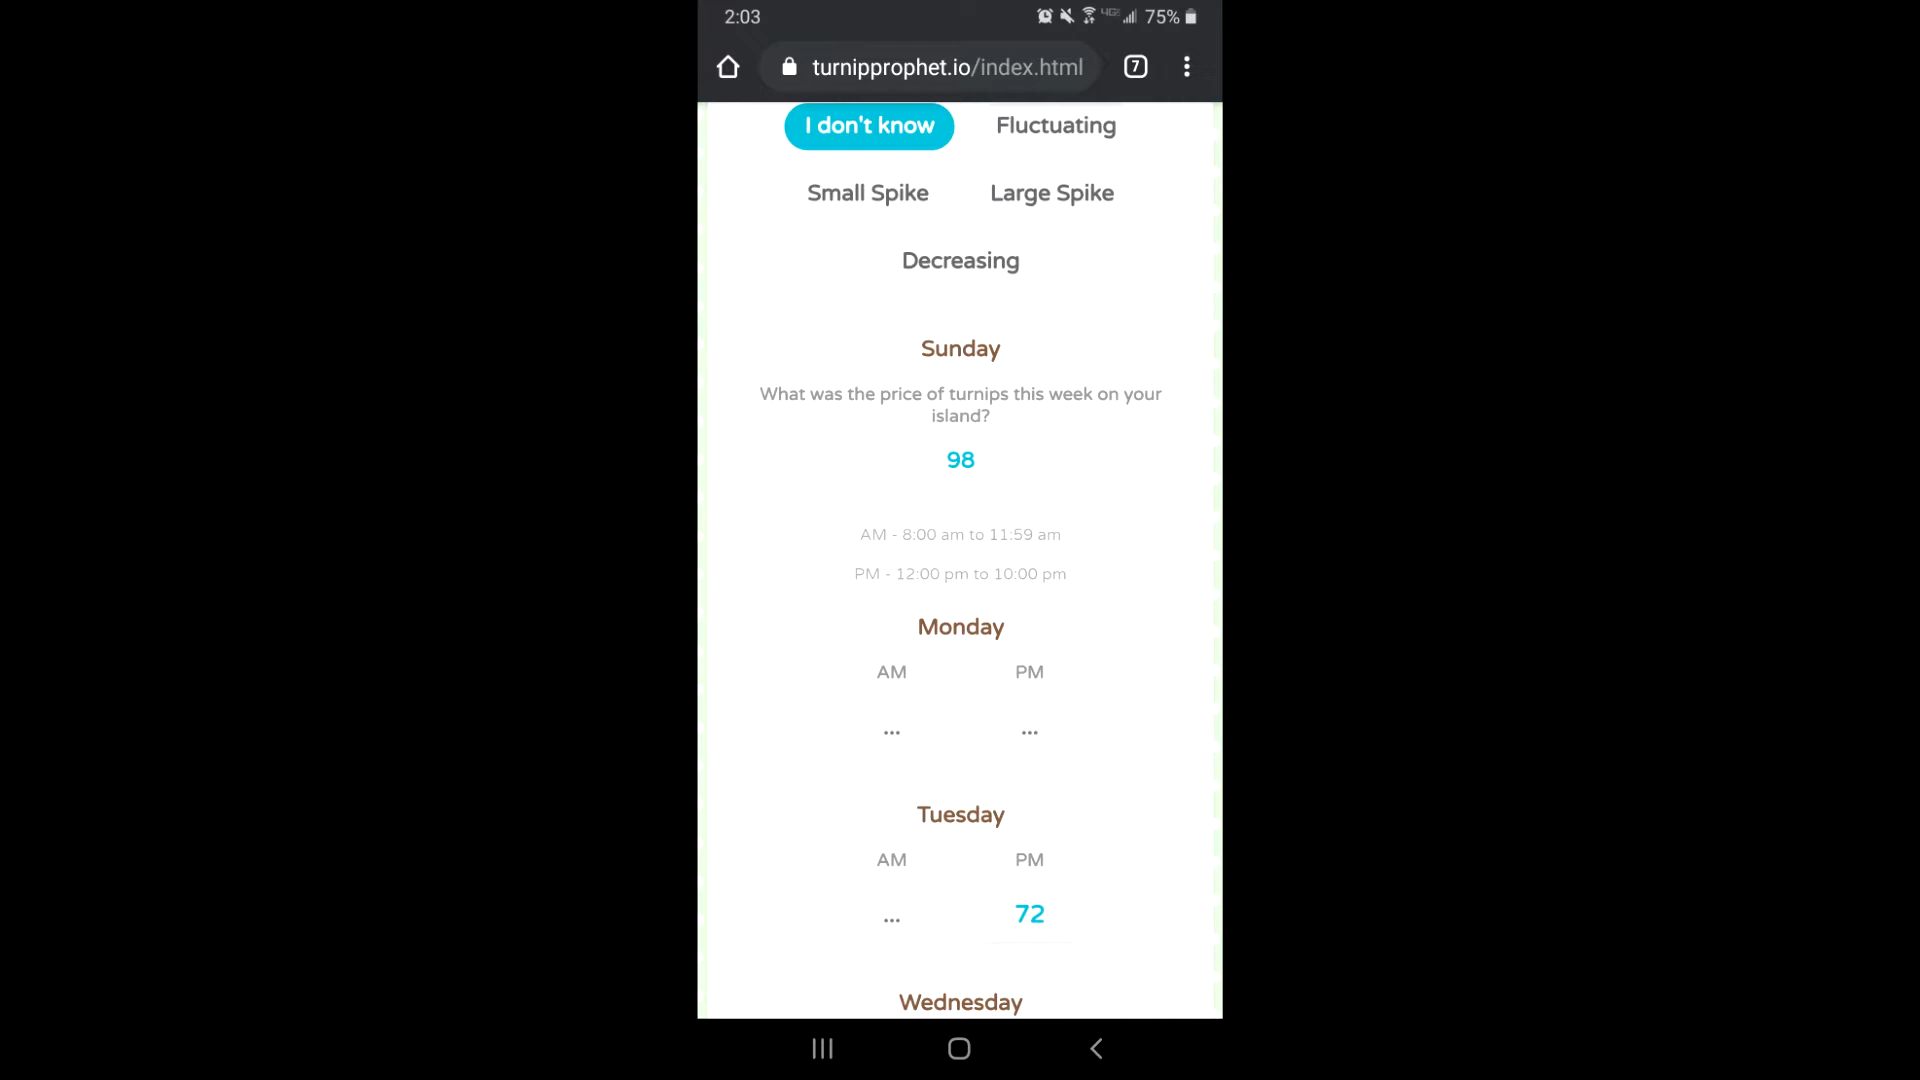 2:03 75%
turnipprophet.io/index.html 7
I don't know Fluctuating
Small Spike Large Spike
Decreasing
Sunday
What was the price of turnips this week on your
island?
98
AM - 8:00 am to 11:59 am
PM - 12:00 pm to 10:00 pm
Monday
AM PM
... ...
Tuesday
AM PM
... 72
Wednesday